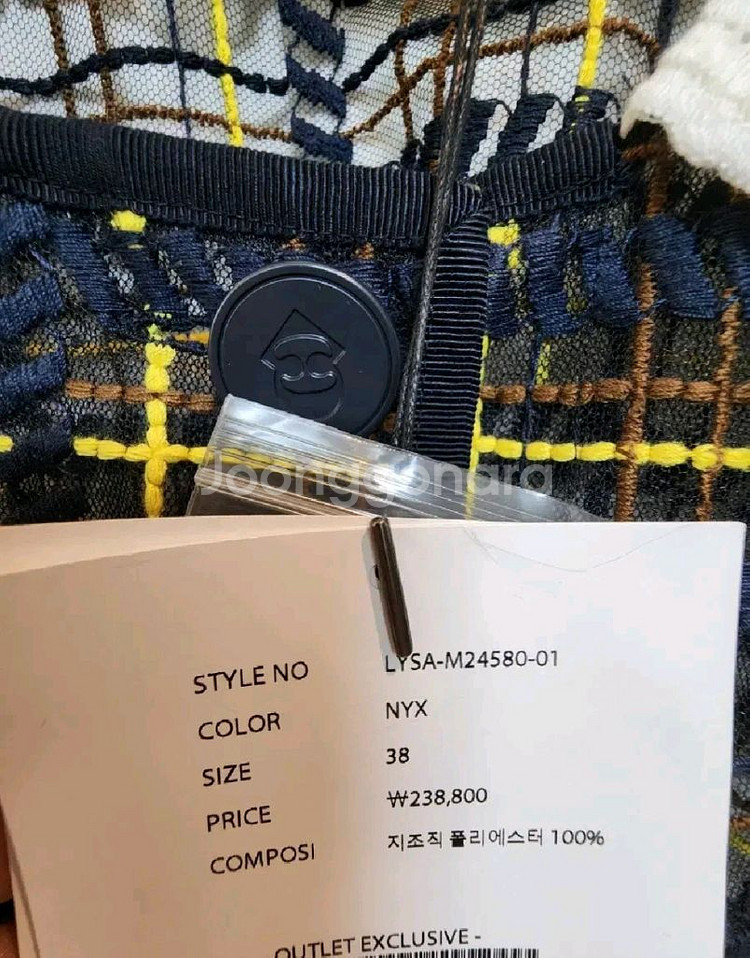 Joonggonara
STYLE NO LYSA-M24580-01
COLOR NYX
SIZE 38
PRICE ₩238,800
COMPOSI 지조직 폴리에스터 100%
OUTLET EXCLUSIVE -